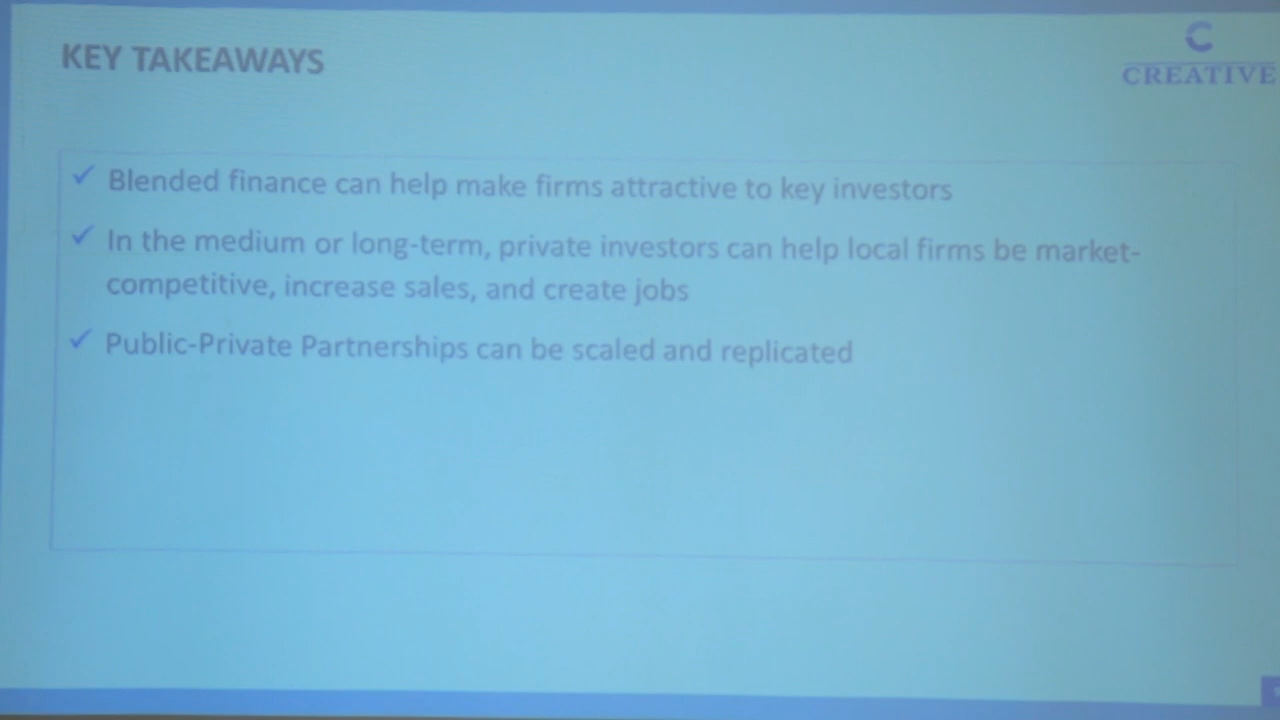 KEY TAKEAWAYS
C
CREATIVE
✓ Blended finance can help make firms attractive to key investors
✓ In the medium or long-term, private investors can help local firms be market-
competitive, increase sales, and create jobs
✓ Public-Private Partnerships can be scaled and replicated